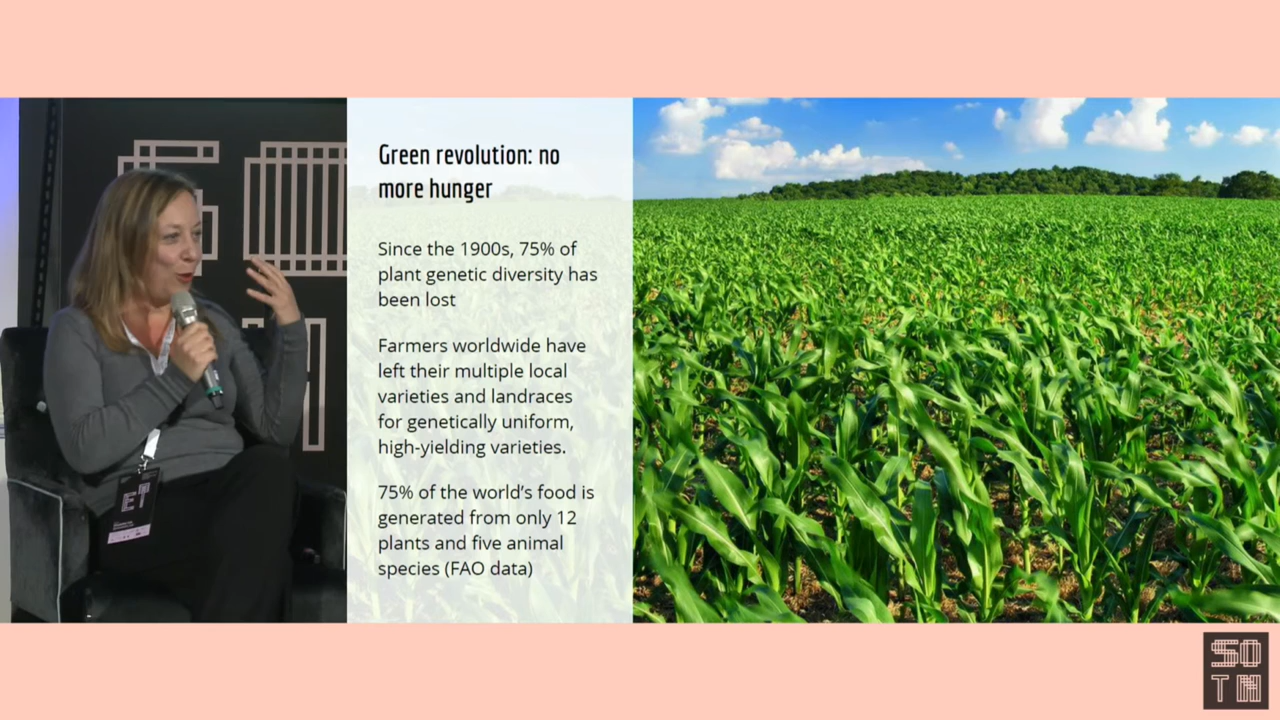 Green revolution: no
more hunger
Since the 1900s, 75% of
plant genetic diversity has
been lost
Farmers worldwide have
left their multiple local
varieties and landraces
for genetically uniform,
high-yielding varieties.
75% of the world’s food is
generated from only 12
plants and five animal
species (FAO data)
ET
SO
TN